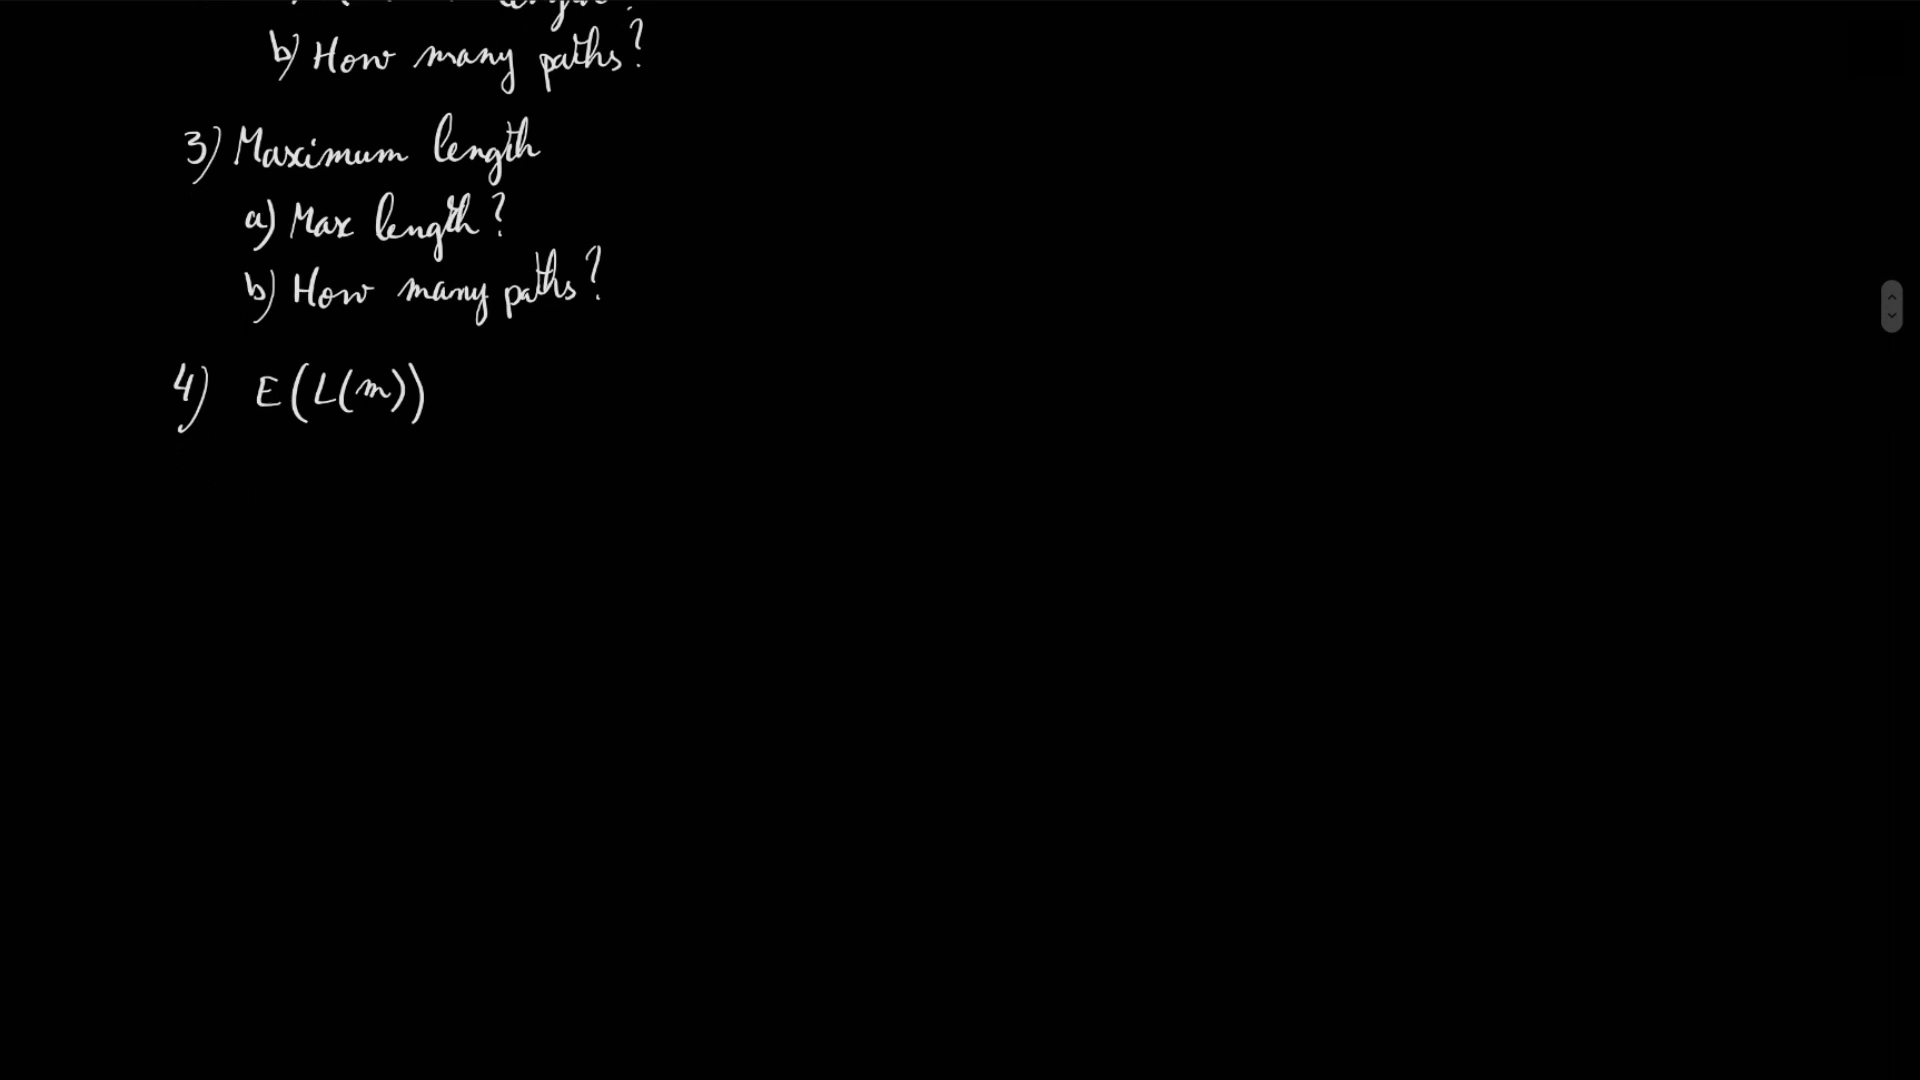 b) How many paths?
3) Maximum length
a) Max length?
b) How many paths?
4) E(L(m))